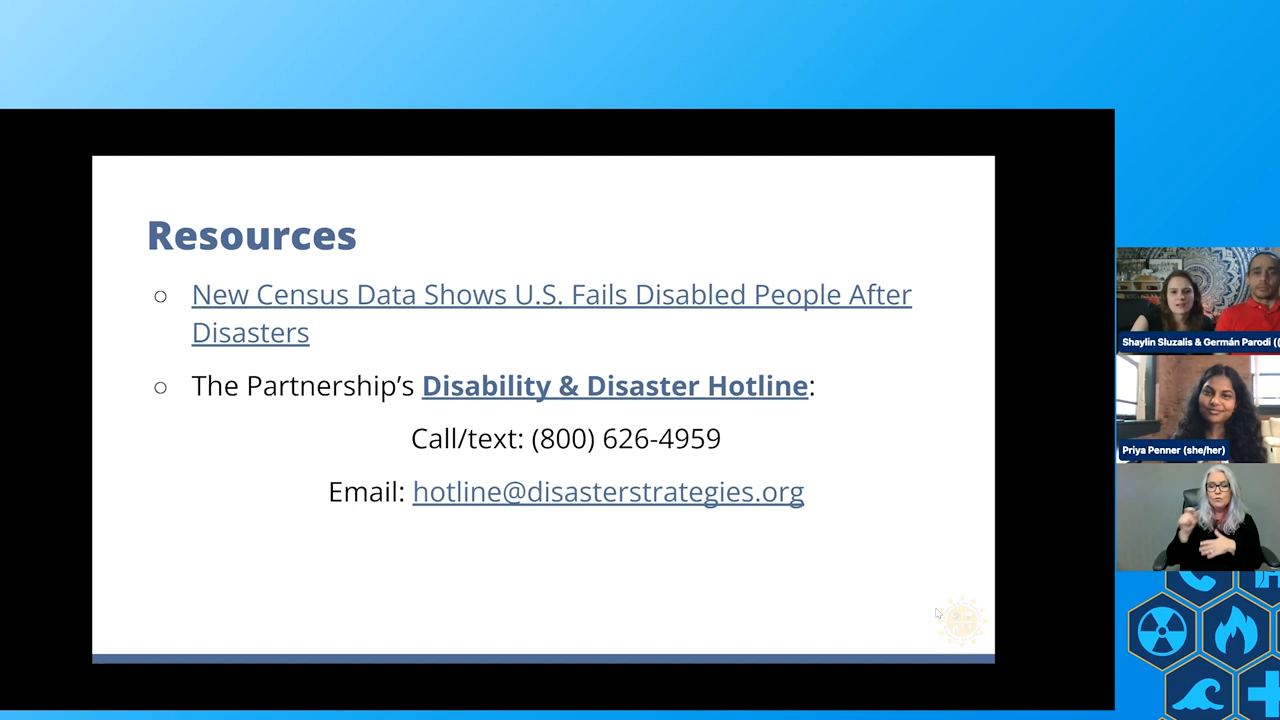 Resources
○ New Census Data Shows U.S. Fails Disabled People After
Disasters
○ The Partnership’s Disability & Disaster Hotline:
Call/text: (800) 626-4959
Email: hotline@disasterstrategies.org
Shaylin Sluzalis & Germán Parodi ((
Priya Penner (she/her)